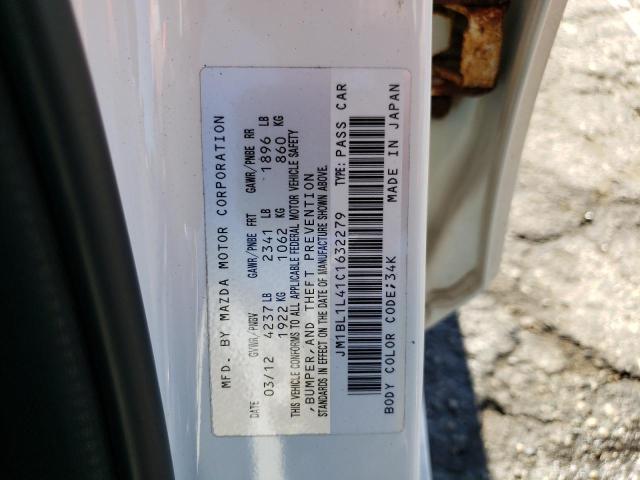 MFD. BY MAZDA MOTOR CORPORATION
DATE GVWR/PNBV GAWR/PNBE FRT GAWR/PNBE RR
03/12 4237 LB 2341 LB 1896 LB
1922 KG 1062 KG 860 KG
THIS VEHICLE CONFORMS TO ALL APPLICABLE FEDERAL MOTOR VEHICLE SAFETY
,BUMPER,AND THEFT PREVENTION
STANDARDS IN EFFECT ON THE DATE OF MANUFACTURE SHOWN ABOVE.
JM1BL1L41C1632279 TYPE: PASS CAR
BODY COLOR CODE;34K MADE IN JAPAN